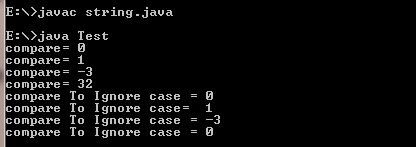 E:\>javac string.java
E:\>java Test
compare= 0
compare= 1
compare= -3
compare= 32
compare To Ignore case = 0
compare To Ignore case=  1
compare To Ignore case = -3
compare To Ignore case = 0